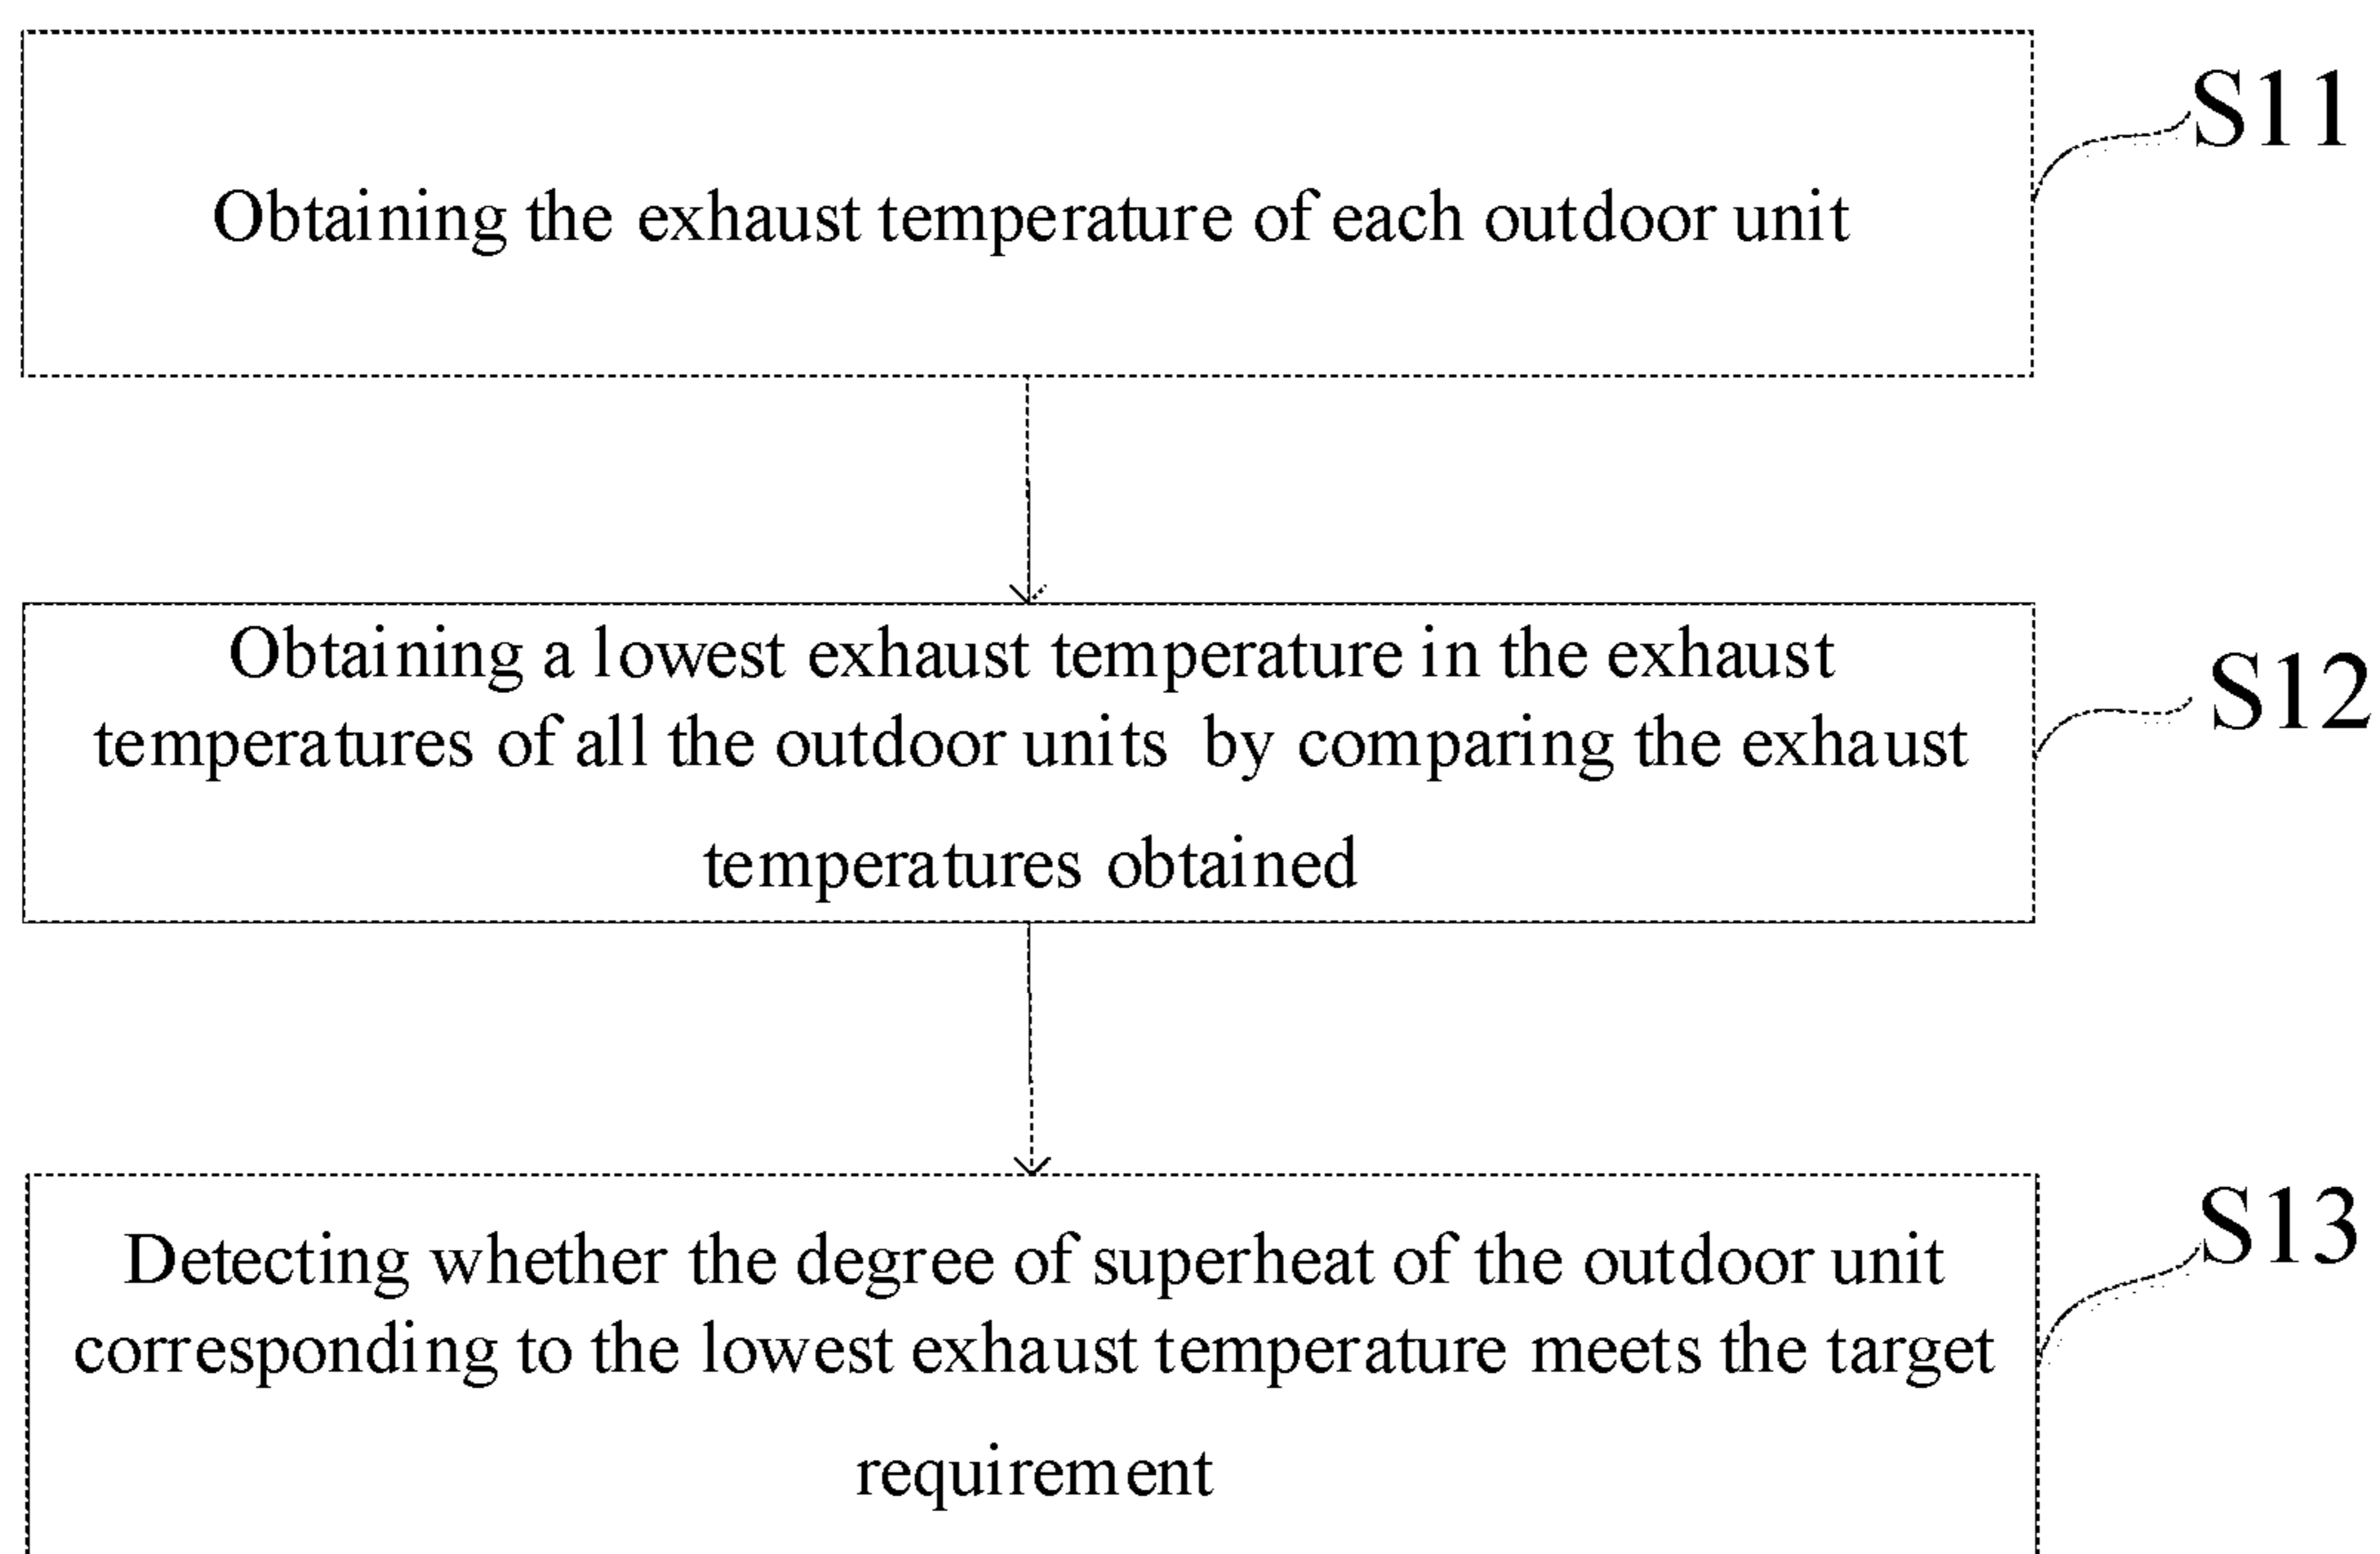 S11
Obtaining the exhaust temperature of each outdoor unit
Obtaining a lowest exhaust temperature in the exhaust
temperatures of all the outdoor units by comparing the exhaust
temperatures obtained
S12
Detecting whether the degree of superheat of the outdoor unit
corresponding to the lowest exhaust temperature meets the target
requirement
S13